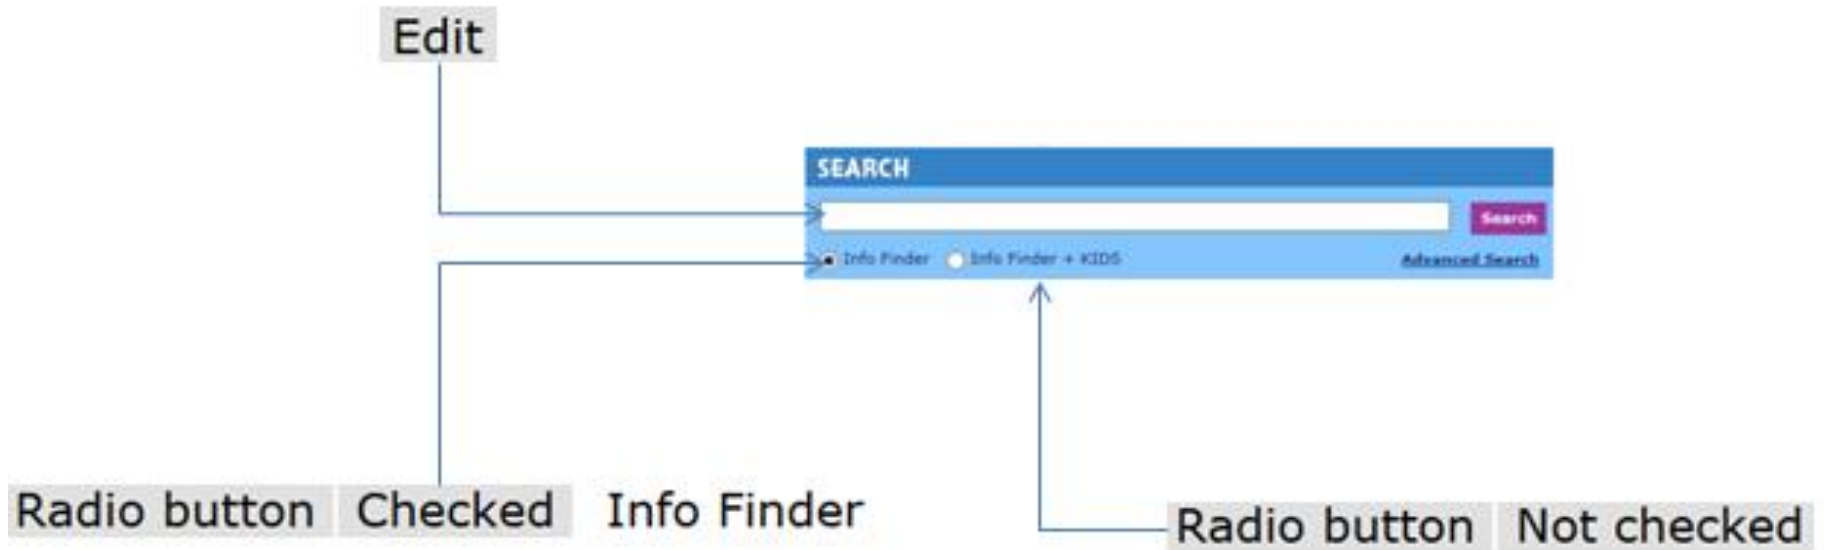 Edit
SEARCH
Search
Info Finder Info Finder + KIDS Advanced Search
Radio button Checked Info Finder
Radio button Not checked